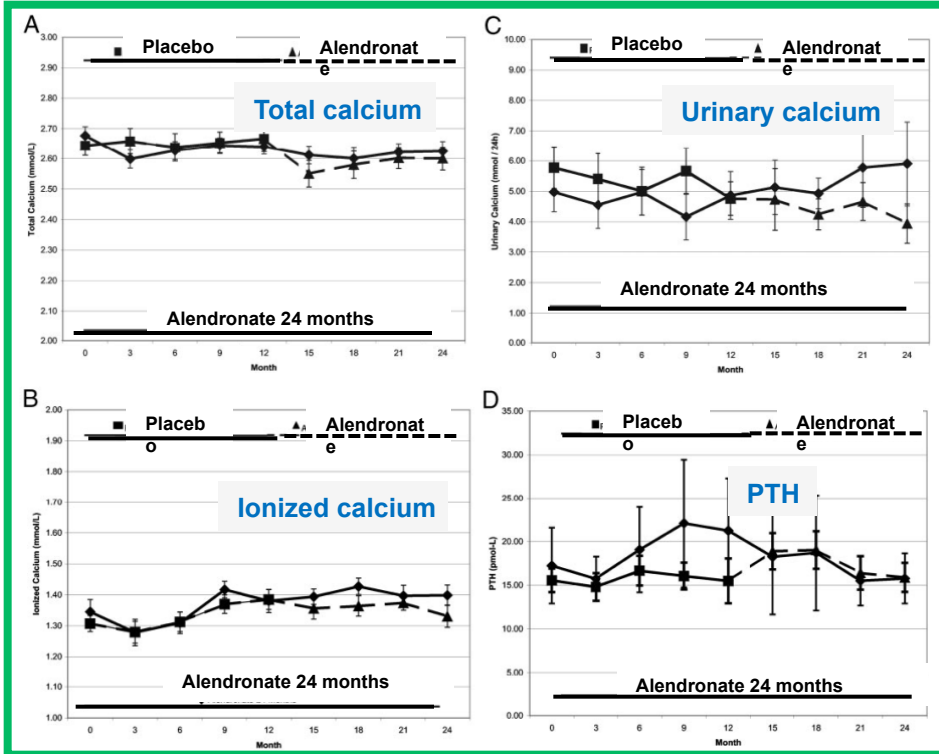 A
Placebo
Alendronat
e
Total calcium
Total Calcium (mmol/L)
3.00
2.90
2.80
2.70
2.60
2.50
2.40
2.30
2.20
2.10
2.00
Alendronate 24 months
0 3 6 9 12 15 18 21 24
Month
C
Placebo
Alendronat
e
Urinary calcium
Urinary Calcium (mmol / 24h)
10.00
9.00
8.00
7.00
6.00
5.00
4.00
3.00
2.00
1.00
0.00
Alendronate 24 months
0 3 6 9 12 15 18 21 24
Month
B
Placeb
o
Alendronat
e
Ionized calcium
Ionized Calcium (mmol/L)
2.00
1.90
1.80
1.70
1.60
1.50
1.40
1.30
1.20
1.10
1.00
Alendronate 24 months
0 3 6 9 12 15 18 21 24
Month
D
Placeb
o
Alendronat
e
PTH
PTH (pmol-L)
35.00
30.00
25.00
20.00
15.00
10.00
5.00
0.00
Alendronate 24 months
0 3 6 9 12 15 18 21 24
Month